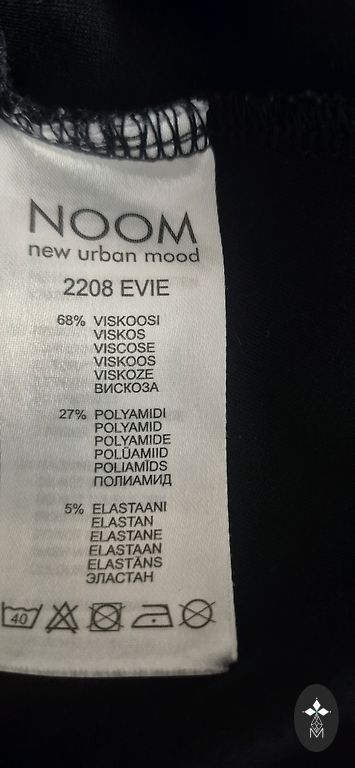 NOOM
new urban mood
2208 EVIE
68% VISKOOSI
VISKOS
VISCOSE
VISKOOS
VISKOZE
ВИСКОЗА
27% POLYAMIDI
POLYAMID
POLYAMIDE
POLÜAMIID
POLIAMĪDS
ПОЛИАМИД
5% ELASTAANI
ELASTAN
ELASTANE
ELASTAAN
ELASTĀNS
ЭЛАСТАН
40
M